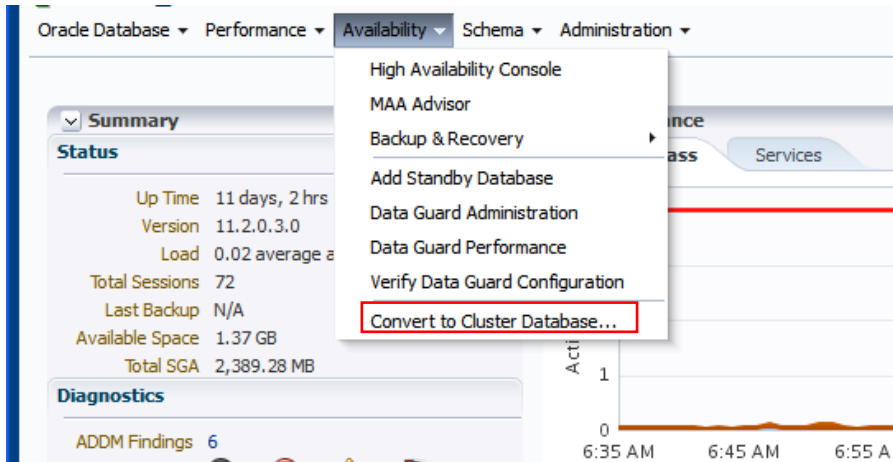 Oracle Database Performance Availability Schema Administration
High Availability Console
MAA Advisor
Backup & Recovery
Add Standby Database
Data Guard Administration
Data Guard Performance
Verify Data Guard Configuration
Convert to Cluster Database...
Summary
Status
Up Time 11 days, 2 hrs
Version 11.2.0.3.0
Load 0.02 average a
Total Sessions 72
Last Backup N/A
Available Space 1.37 GB
Total SGA 2,389.28 MB
Diagnostics
ADDM Findings 6
nce
ass Services
Acti
1
0
6:35 AM 6:45 AM 6:55 A